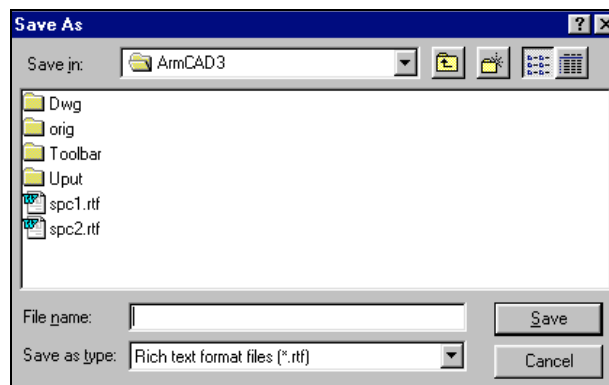 Save As
Save in: ArmCAD3
Dwg
orig
Toolbar
Uput
spc1.rtf
spc2.rtf
File name: Save
Save as type: Rich text format files (*.rtf) Cancel